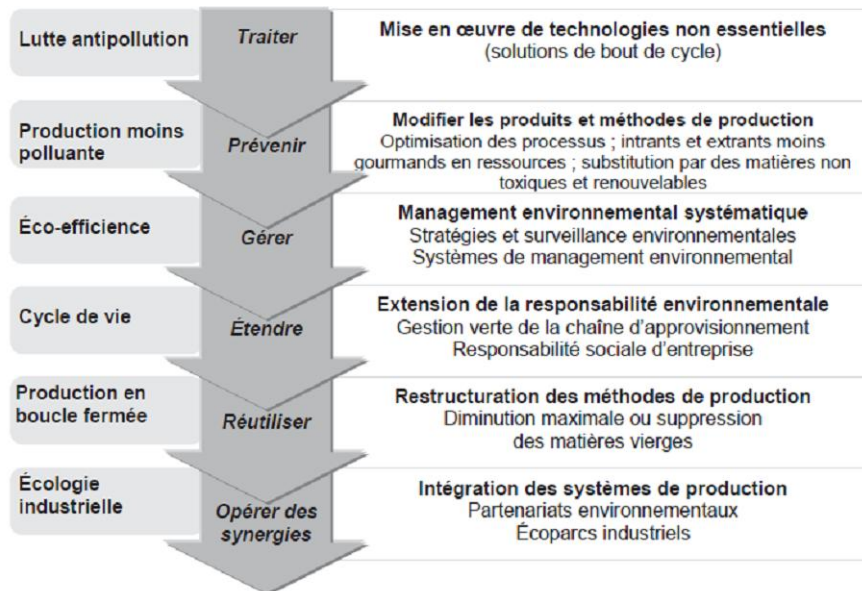 Lutte antipollution
Traiter
Mise en œuvre de technologies non essentielles
(solutions de bout de cycle)
Production moins
polluante
Prévenir
Modifier les produits et méthodes de production
Optimisation des processus ; intrants et extrants moins
gourmands en ressources ; substitution par des matières non
toxiques et renouvelables
Éco-efficience
Gérer
Management environnemental systématique
Stratégies et surveillance environnementales
Systèmes de management environnemental
Cycle de vie
Étendre
Extension de la responsabilité environnementale
Gestion verte de la chaîne d'approvisionnement
Responsabilité sociale d'entreprise
Production en
boucle fermée
Réutiliser
Restructuration des méthodes de production
Diminution maximale ou suppression
des matières vierges
Écologie
industrielle
Opérer des
synergies
Intégration des systèmes de production
Partenariats environnementaux
Écoparcs industriels